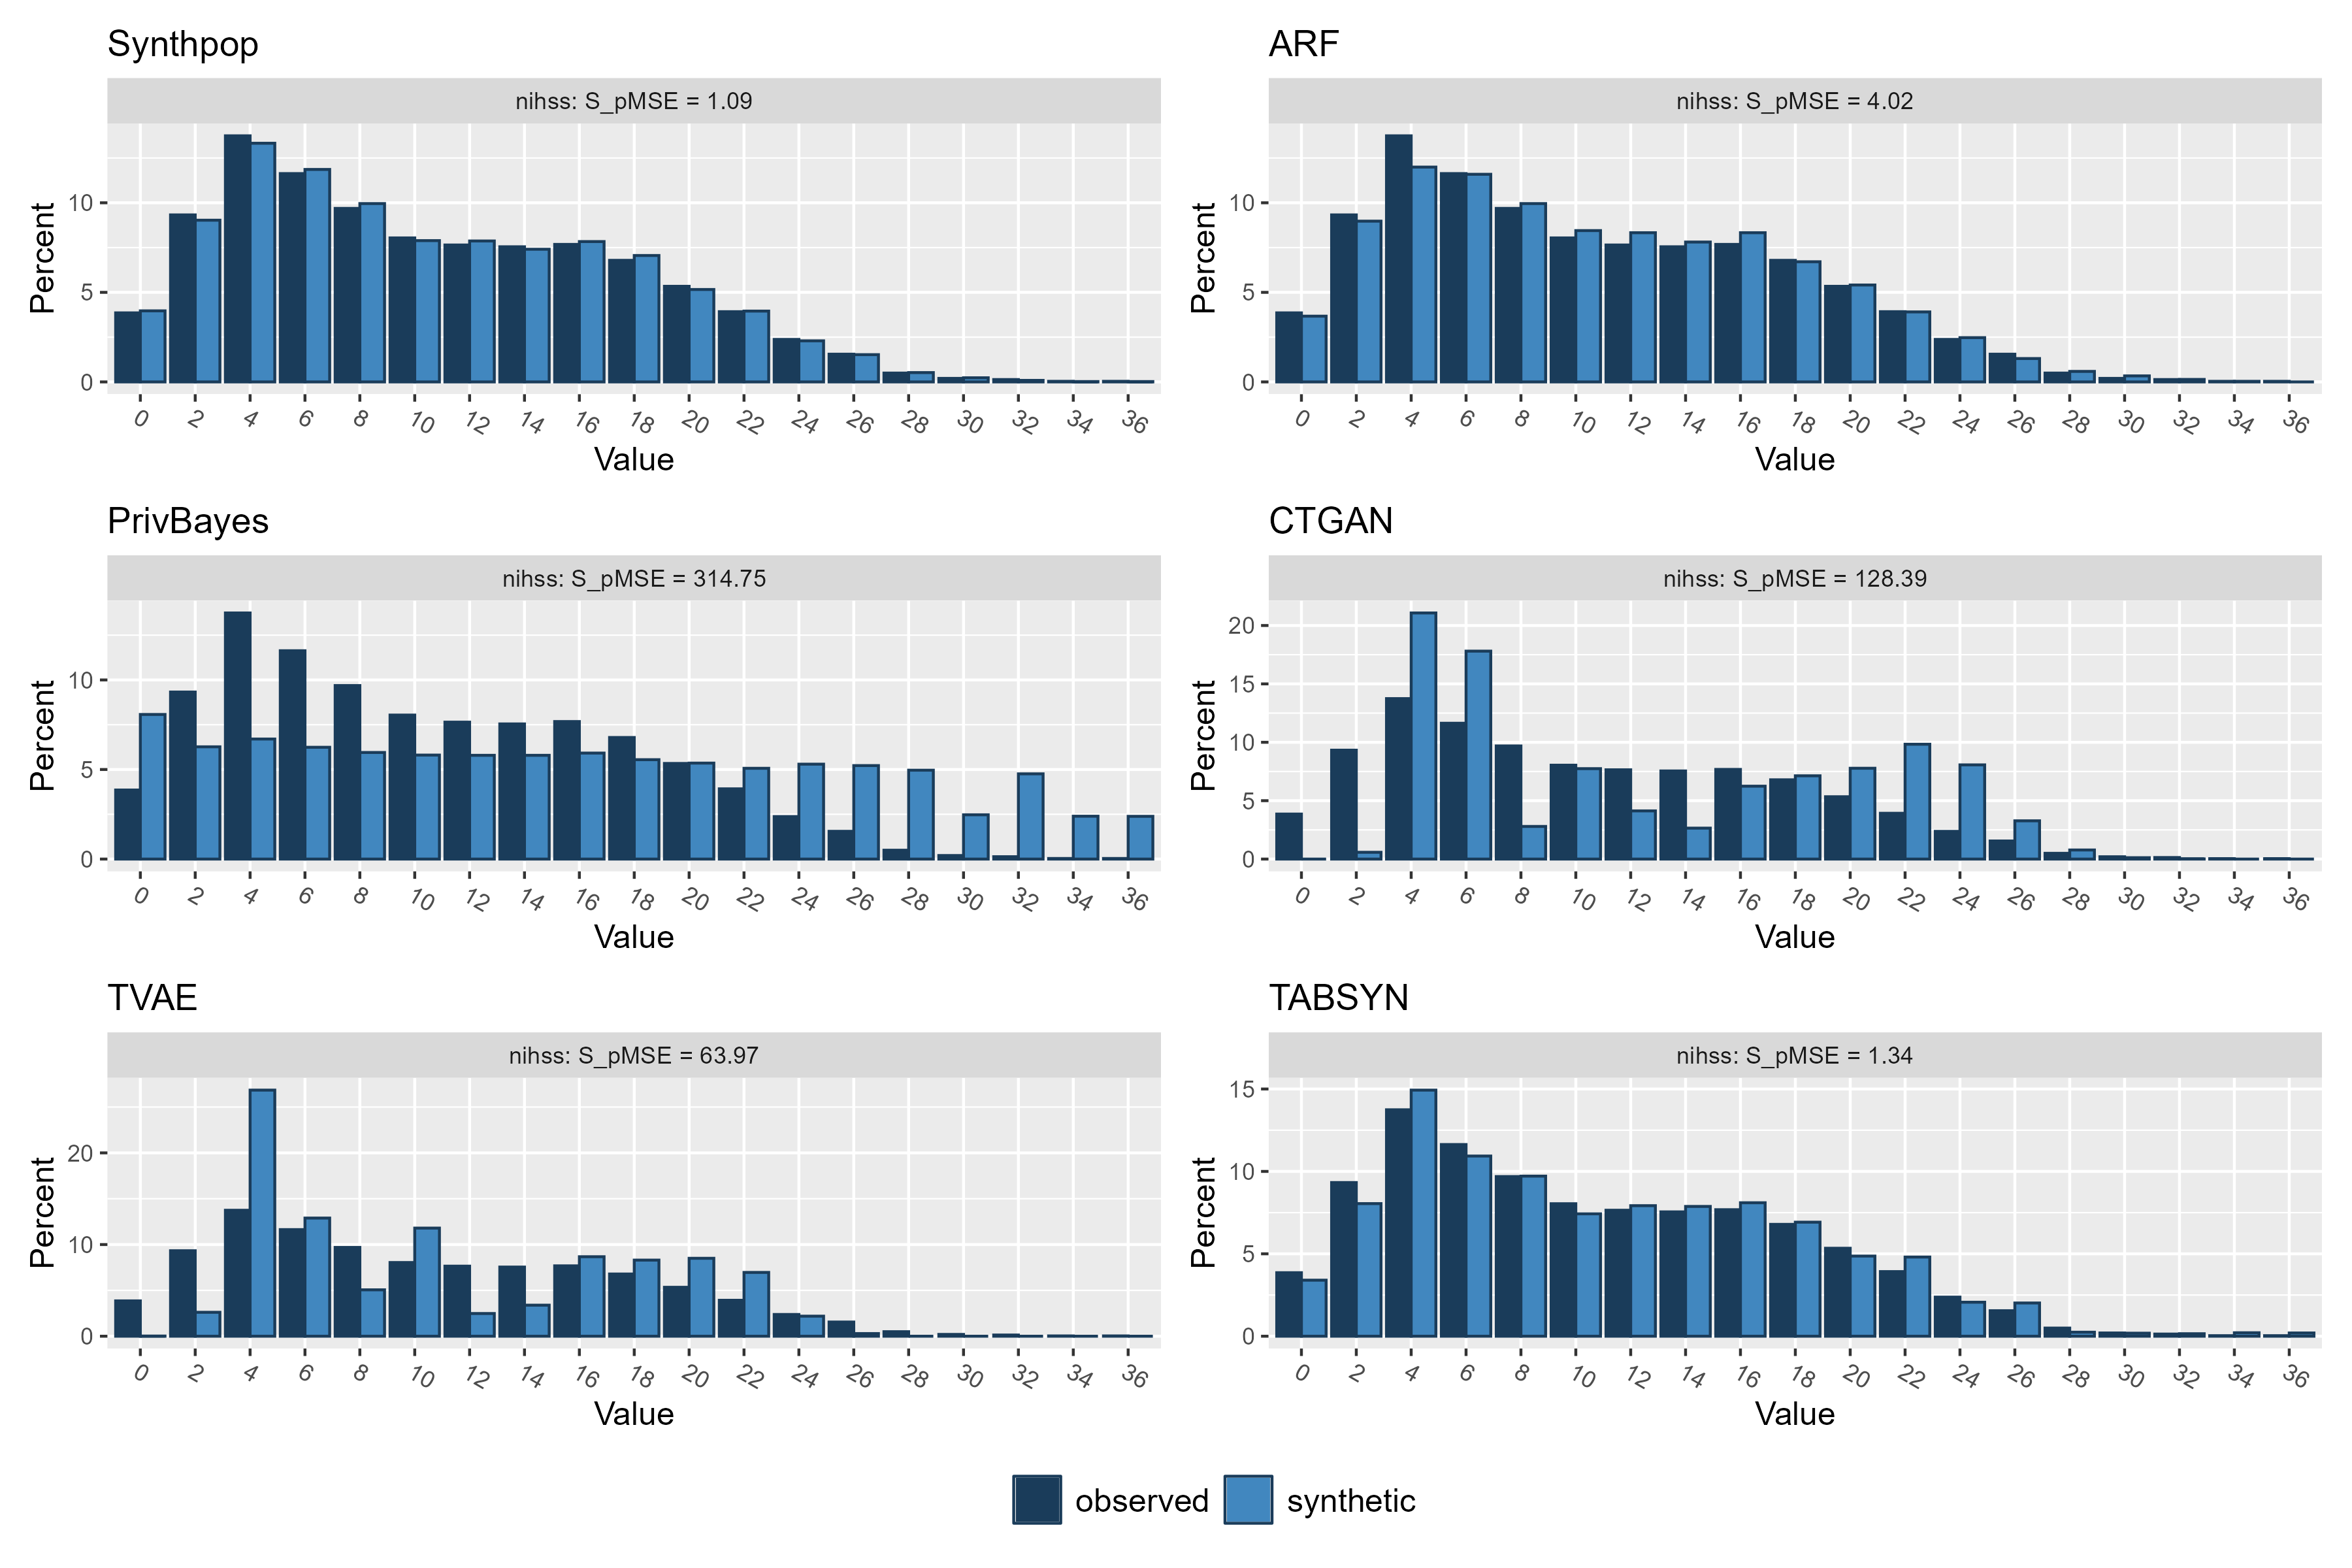 Synthpop
nihss: S_pMSE = 1.09
Percent
10
5
0
0 2 4 6 8 10 12 14 16 18 20 22 24 26 28 30 32 34 36
Value
ARF
nihss: S_pMSE = 4.02
Percent
10
5
0
0 2 4 6 8 10 12 14 16 18 20 22 24 26 28 30 32 34 36
Value
PrivBayes
nihss: S_pMSE = 314.75
Percent
10
5
0
0 2 4 6 8 10 12 14 16 18 20 22 24 26 28 30 32 34 36
Value
CTGAN
nihss: S_pMSE = 128.39
Percent
20
15
10
5
0
0 2 4 6 8 10 12 14 16 18 20 22 24 26 28 30 32 34 36
Value
TVAE
nihss: S_pMSE = 63.97
Percent
20
10
0
0 2 4 6 8 10 12 14 16 18 20 22 24 26 28 30 32 34 36
Value
TABSYN
nihss: S_pMSE = 1.34
Percent
15
10
5
0
0 2 4 6 8 10 12 14 16 18 20 22 24 26 28 30 32 34 36
Value
observed synthetic